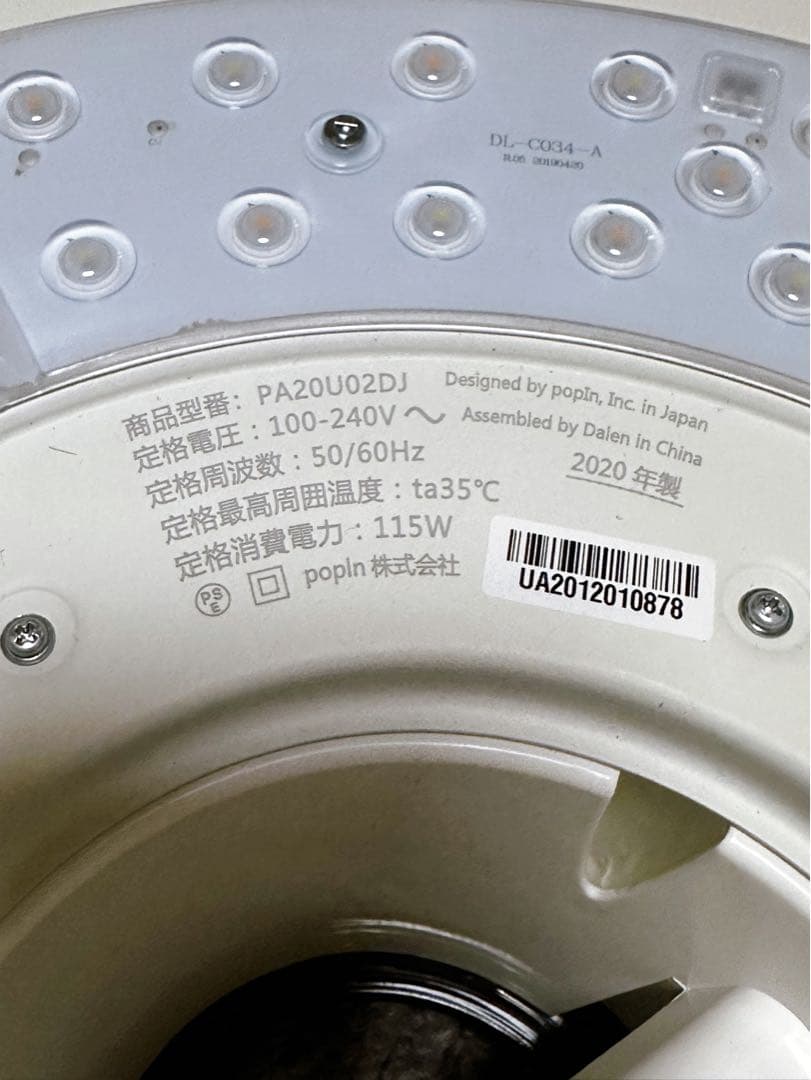 DL-C034-A
商品型番：PA20U02DJ
定格電圧：100-240V〜
定格周波数：50/60Hz
定格最高周囲温度：ta35℃
定格消費電力：115W
PS
E
popIn 株式会社
Designed by popIn, Inc. in Japan
Assembled by Dalen in China
2020 年製
UA2012010878